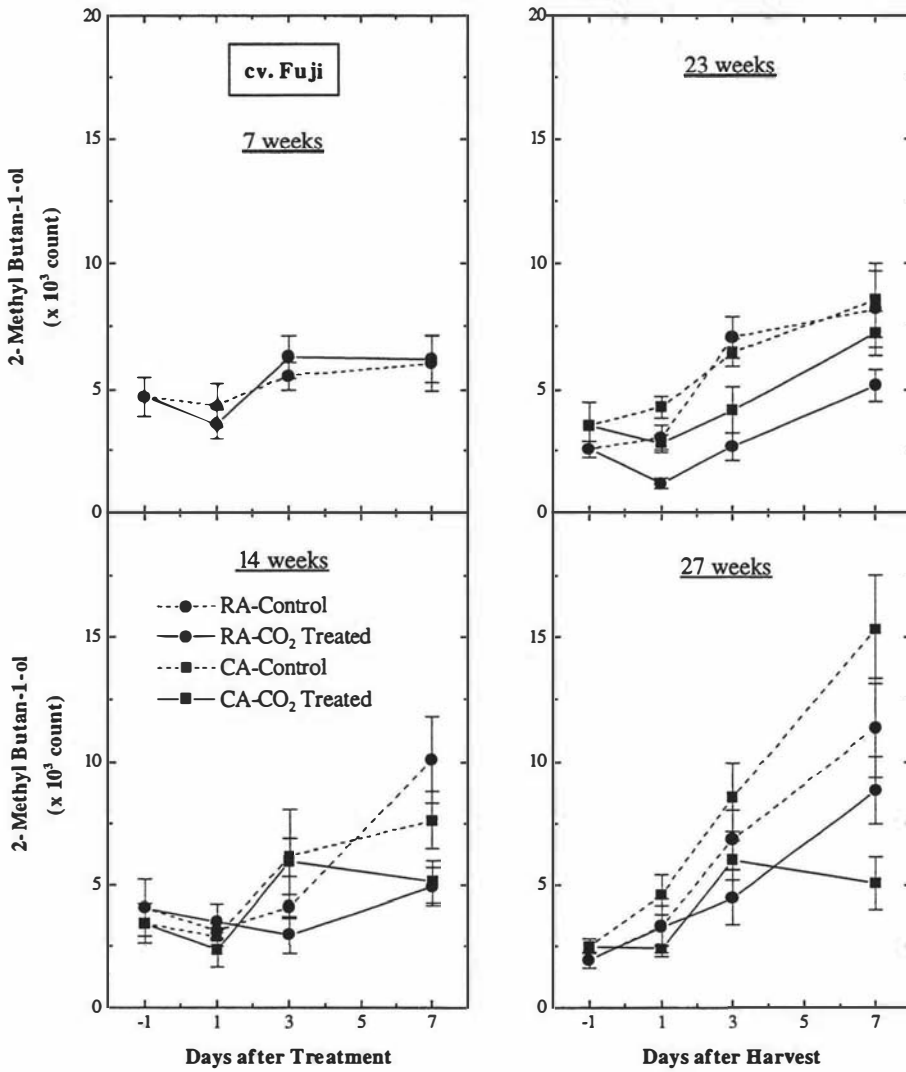 20
15
10
5
0
2-Methyl Butan-1-ol
(x 10³ count)
cv. Fuji
7 weeks
20
15
10
5
0
23 weeks
15
10
5
0
2-Methyl Butan-1-ol
(x 10³ count)
14 weeks
RA-Control
RA-CO₂ Treated
CA-Control
CA-CO₂ Treated
-1 1 3 7
Days after Treatment
15
10
5
0
27 weeks
-1 1 3 7
Days after Harvest